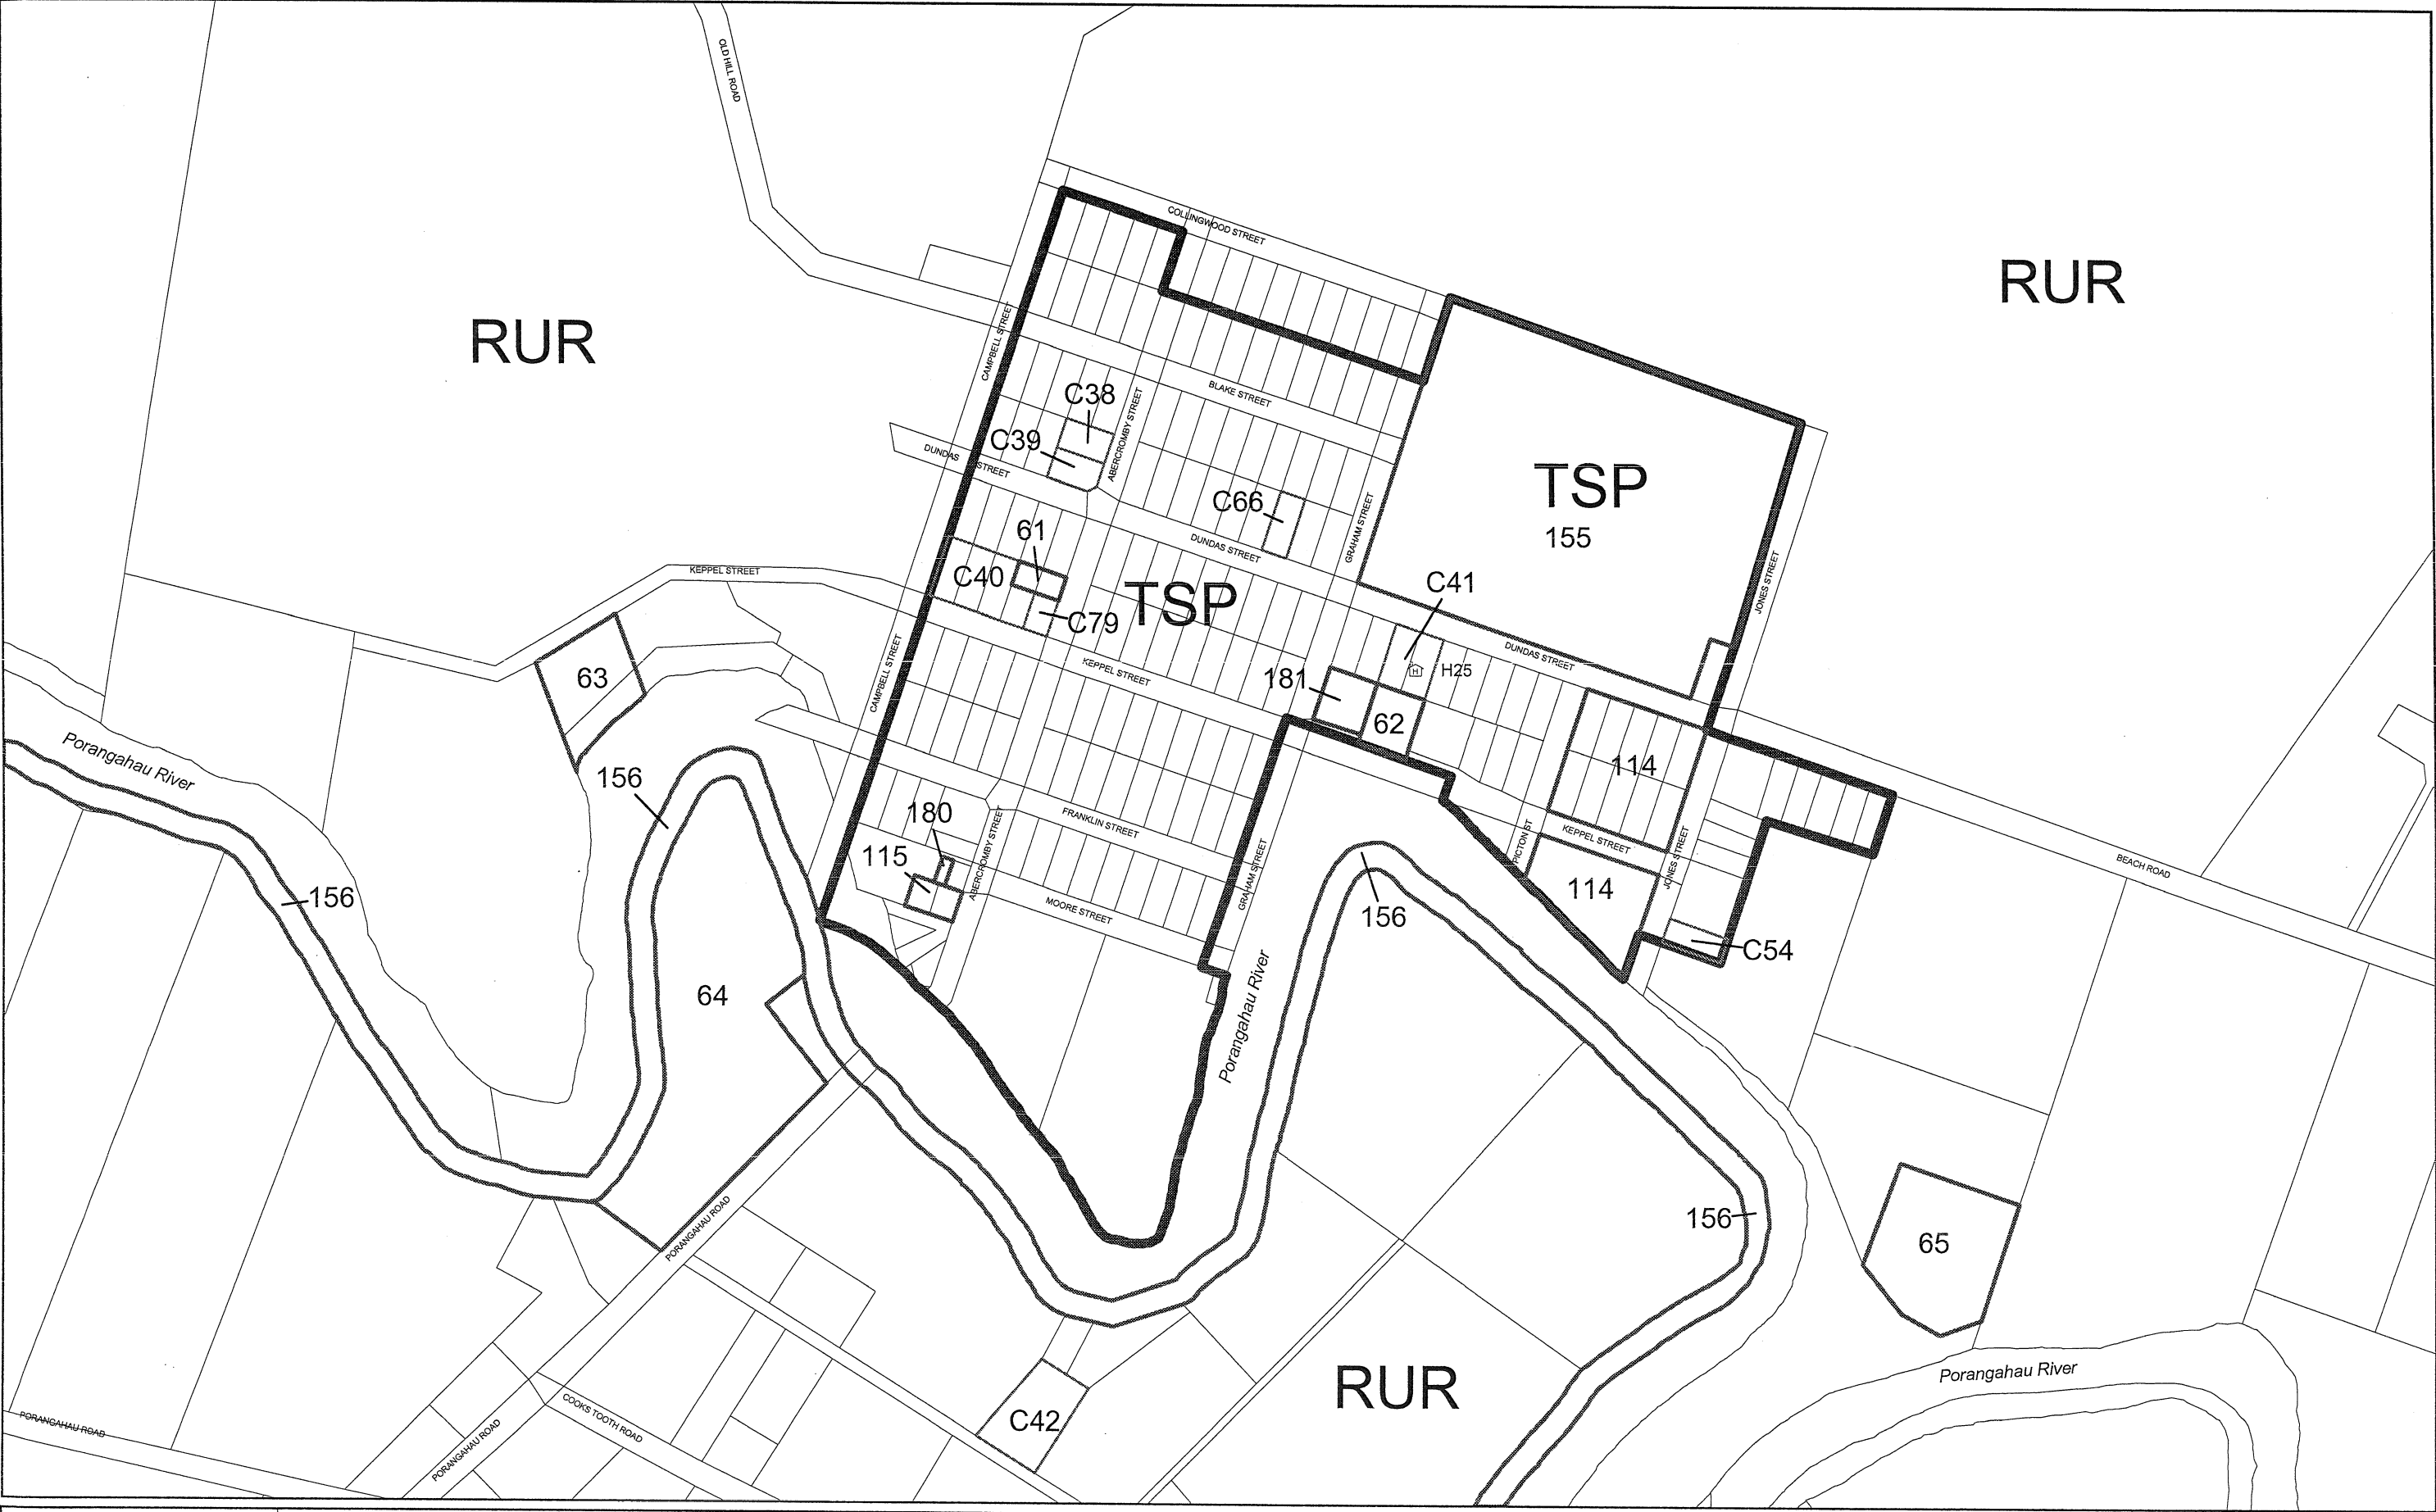 OLD HILL ROAD
COLLINGWOOD STREET
RUR
RUR
CAMPBELL STREET
BLAKE STREET
C38
ABERCROMBY STREET
C39
DUNDAS STREET
C66
TSP
155
GRAHAM STREET
61
DUNDAS STREET
KEPPEL STREET
C40
TSP
C41
JONES STREET
C79
CAMPBELL STREET
KEPPEL STREET
DUNDAS STREET
H
H25
181
63
62
Porangahau River
156
114
180
FRANKLIN STREET
PICTON ST
KEPPEL STREET
115
ABERCROMBY STREET
GRAHAM STREET
JONES STREET
BEACH ROAD
156
MOORE STREET
156
114
C54
64
Porangahau River
PORANGAHAU ROAD
156
65
Porangahau River
RUR
C42
PORANGAHAU ROAD
PORANGAHAU ROAD
COOKS TOOTH ROAD